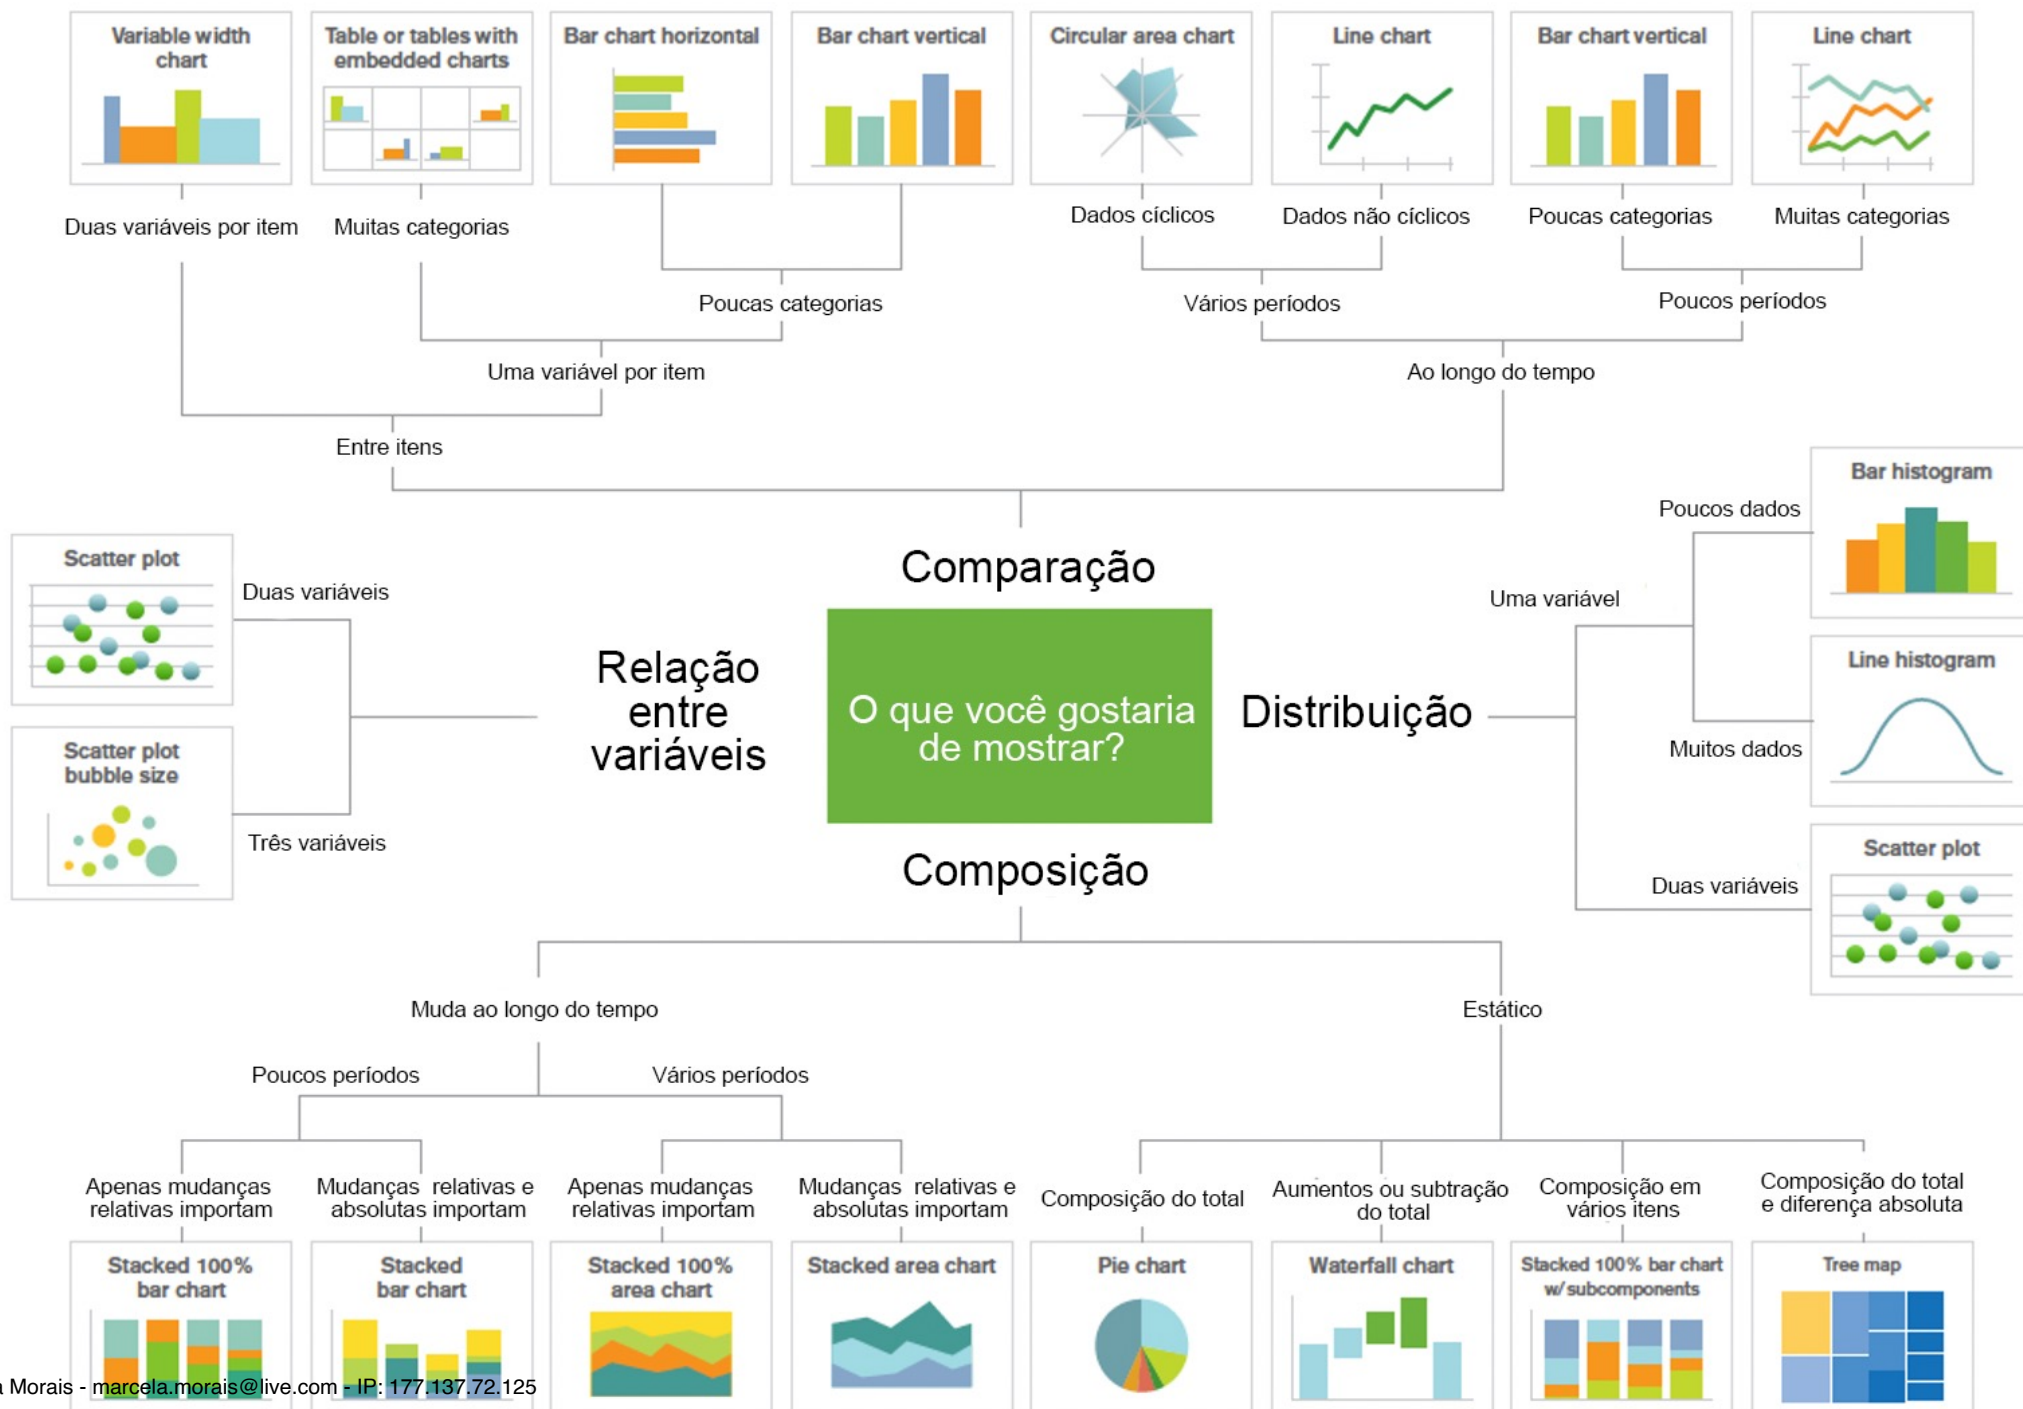 Variable width
chart
Table or tables with
embedded charts
Bar chart horizontal
Bar chart vertical
Circular area chart
Line chart
Bar chart vertical
Line chart
Duas variáveis por item
Muitas categorias
Dados cíclicos
Dados não cíclicos
Poucas categorias
Muitas categorias
Poucas categorias
Vários períodos
Poucos períodos
Uma variável por item
Ao longo do tempo
Entre itens
Comparação
Scatter plot
Duas variáveis
Scatter plot
bubble size
Três variáveis
Relação
entre
variáveis
O que você gostaria
de mostrar?
Distribuição
Uma variável
Poucos dados
Bar histogram
Line histogram
Muitos dados
Duas variáveis
Scatter plot
Composição
Muda ao longo do tempo
Estático
Poucos períodos
Vários períodos
Apenas mudanças
relativas importam
Mudanças relativas e
absolutas importam
Apenas mudanças
relativas importam
Mudanças relativas e
absolutas importam
Composição do total
Aumentos ou subtração
do total
Composição em
vários itens
Composição do total
e diferença absoluta
Stacked 100%
bar chart
Stacked
bar chart
Stacked 100%
area chart
Stacked area chart
Pie chart
Waterfall chart
Stacked 100% bar chart
w/subcomponents
Tree map
a Morais - marcela.morais@live.com - IP: 177.137.72.125